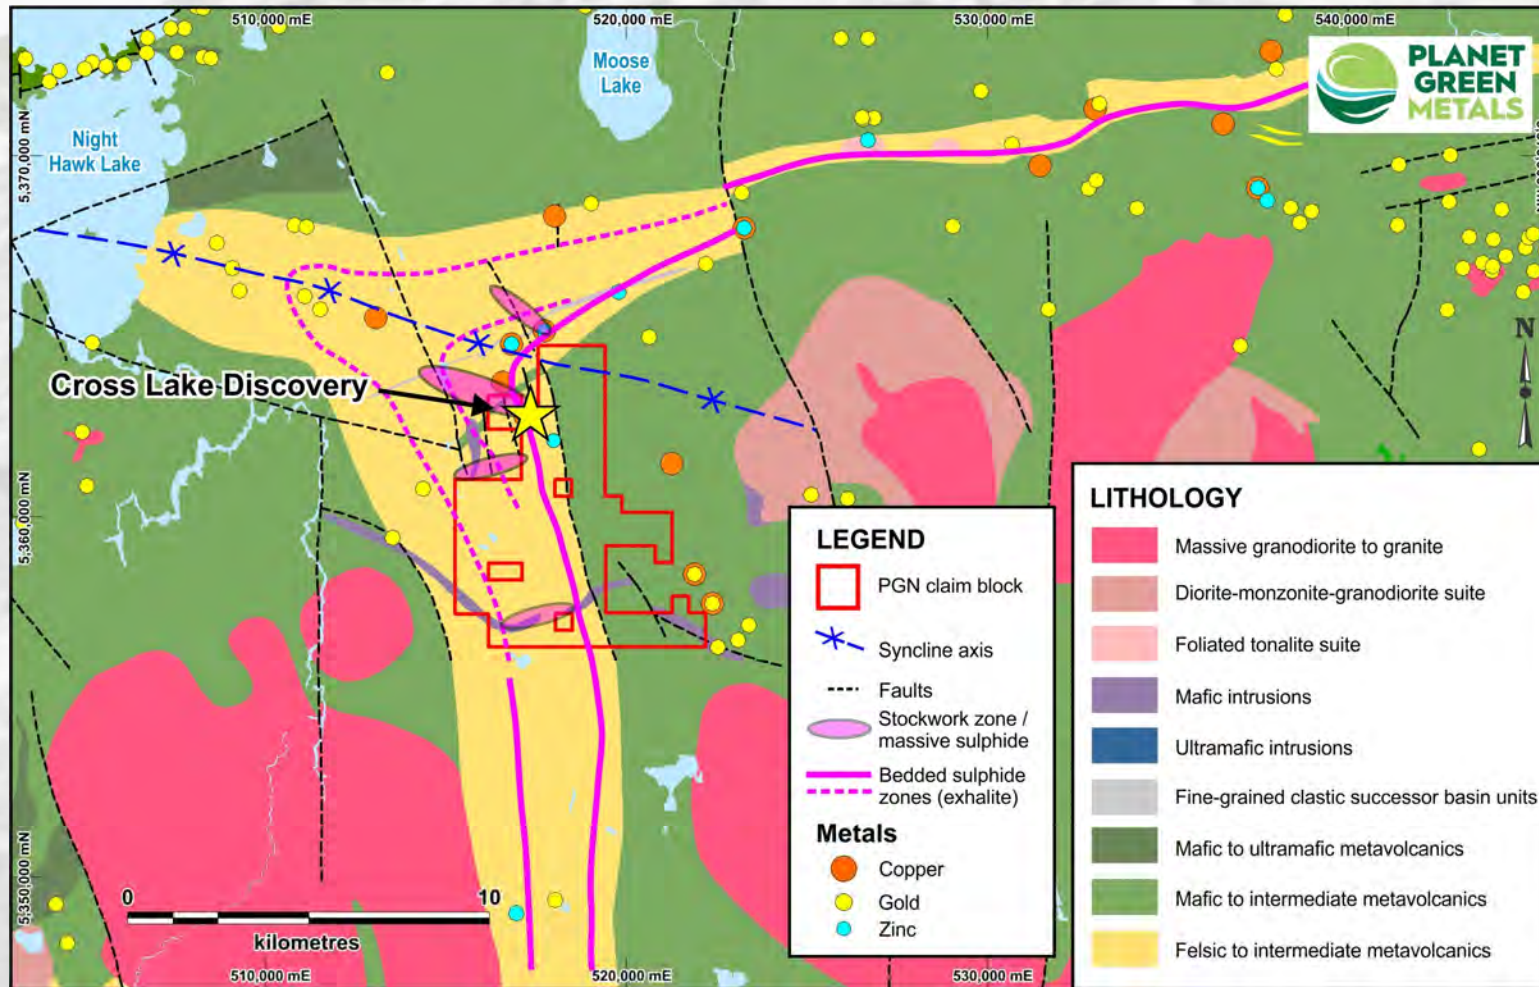 510,000 mE
520,000 mE
530,000 mE
540,000 mE
PLANET
GREEN
METALS
Moose
Lake
Night
Hawk Lake
5,370,000 mN
Cross Lake Discovery
N
5,360,000 mN
LEGEND
PGN claim block
Syncline axis
Faults
Stockwork zone /
massive sulphide
Bedded sulphide
zones (exhalite)
Metals
Copper
Gold
Zinc
LITHOLOGY
Massive granodiorite to granite
Diorite-monzonite-granodiorite suite
Foliated tonalite suite
Mafic intrusions
Ultramafic intrusions
Fine-grained clastic successor basin units
Mafic to ultramafic metavolcanics
Mafic to intermediate metavolcanics
Felsic to intermediate metavolcanics
5,350,000 mN
0
10
kilometres
510,000 mE
520,000 mE
530,000 mE